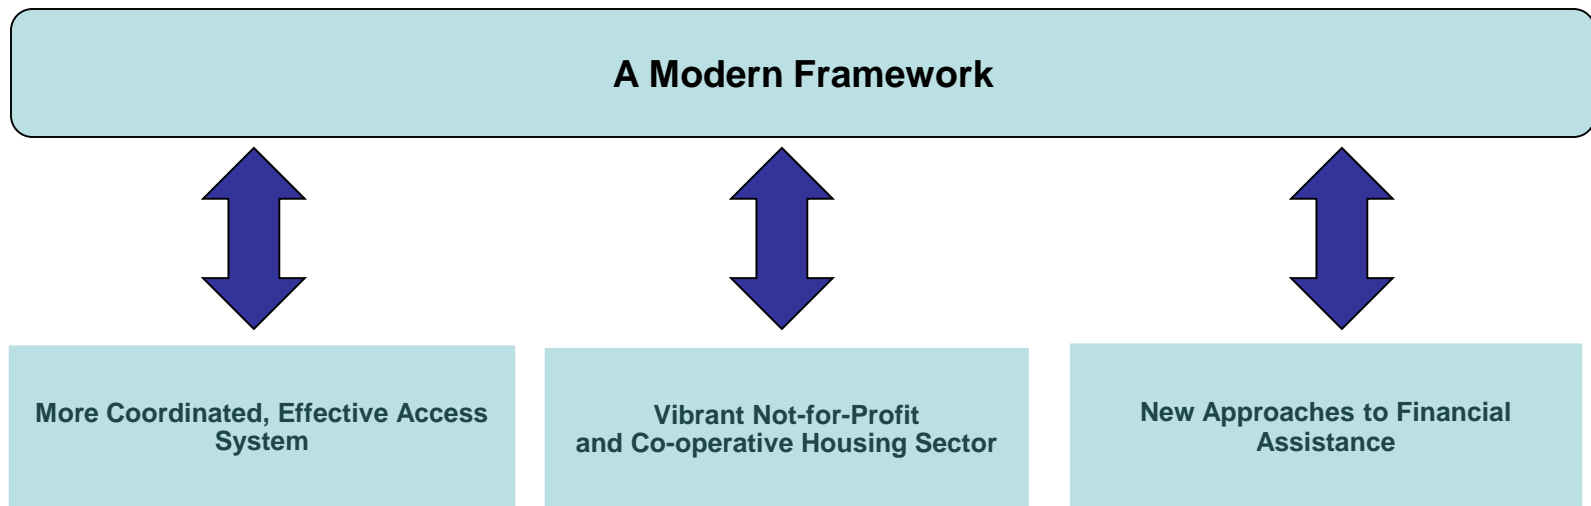 A Modern Framework
More Coordinated, Effective Access
System
Vibrant Not-for-Profit
and Co-operative Housing Sector
New Approaches to Financial
Assistance